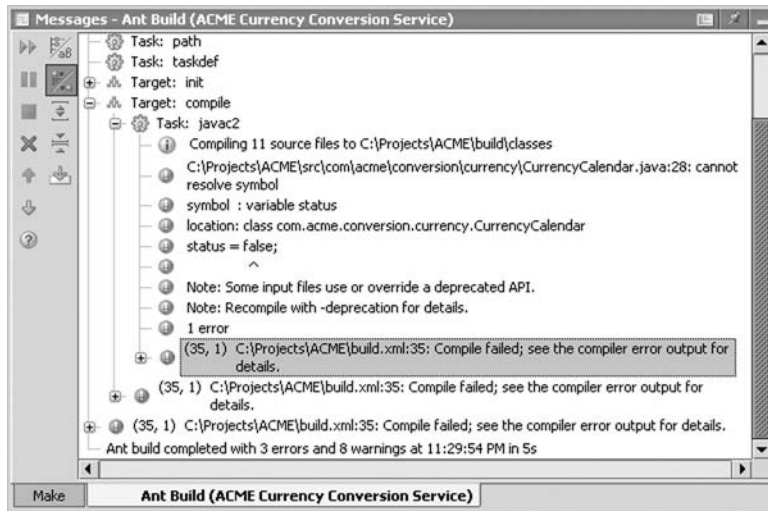 Messages - Ant Build (ACME Currency Conversion Service)
Task: path
Task: taskdef
Target: init
Target: compile
Task: javac2
Compiling 11 source files to C:\Projects\ACME\build\classes
C:\Projects\ACME\src\com\acme\conversion\currency\CurrencyCalendar.java:28: cannot
resolve symbol
symbol : variable status
location: class com.acme.conversion.currency.CurrencyCalendar
status = false;
^
Note: Some input files use or override a deprecated API.
Note: Recompile with -deprecation for details.
1 error
(35, 1) C:\Projects\ACME\build.xml:35: Compile failed; see the compiler error output for
details.
(35, 1) C:\Projects\ACME\build.xml:35: Compile failed; see the compiler error output for
details.
(35, 1) C:\Projects\ACME\build.xml:35: Compile failed; see the compiler error output for details.
Ant build completed with 3 errors and 8 warnings at 11:29:54 PM in 5s
Make
Ant Build (ACME Currency Conversion Service)